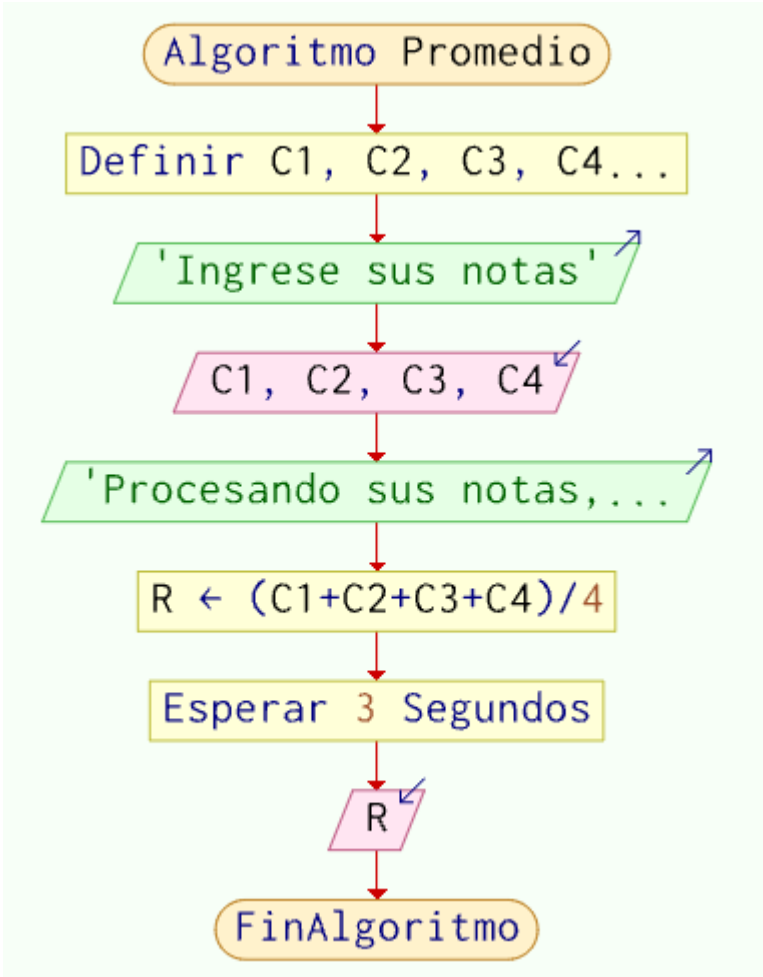 Algoritmo Promedio
Definir C1, C2, C3, C4...
'Ingrese sus notas'
C1, C2, C3, C4
'Procesando sus notas,...
R ← (C1+C2+C3+C4)/4
Esperar 3 Segundos
R
FinAlgoritmo